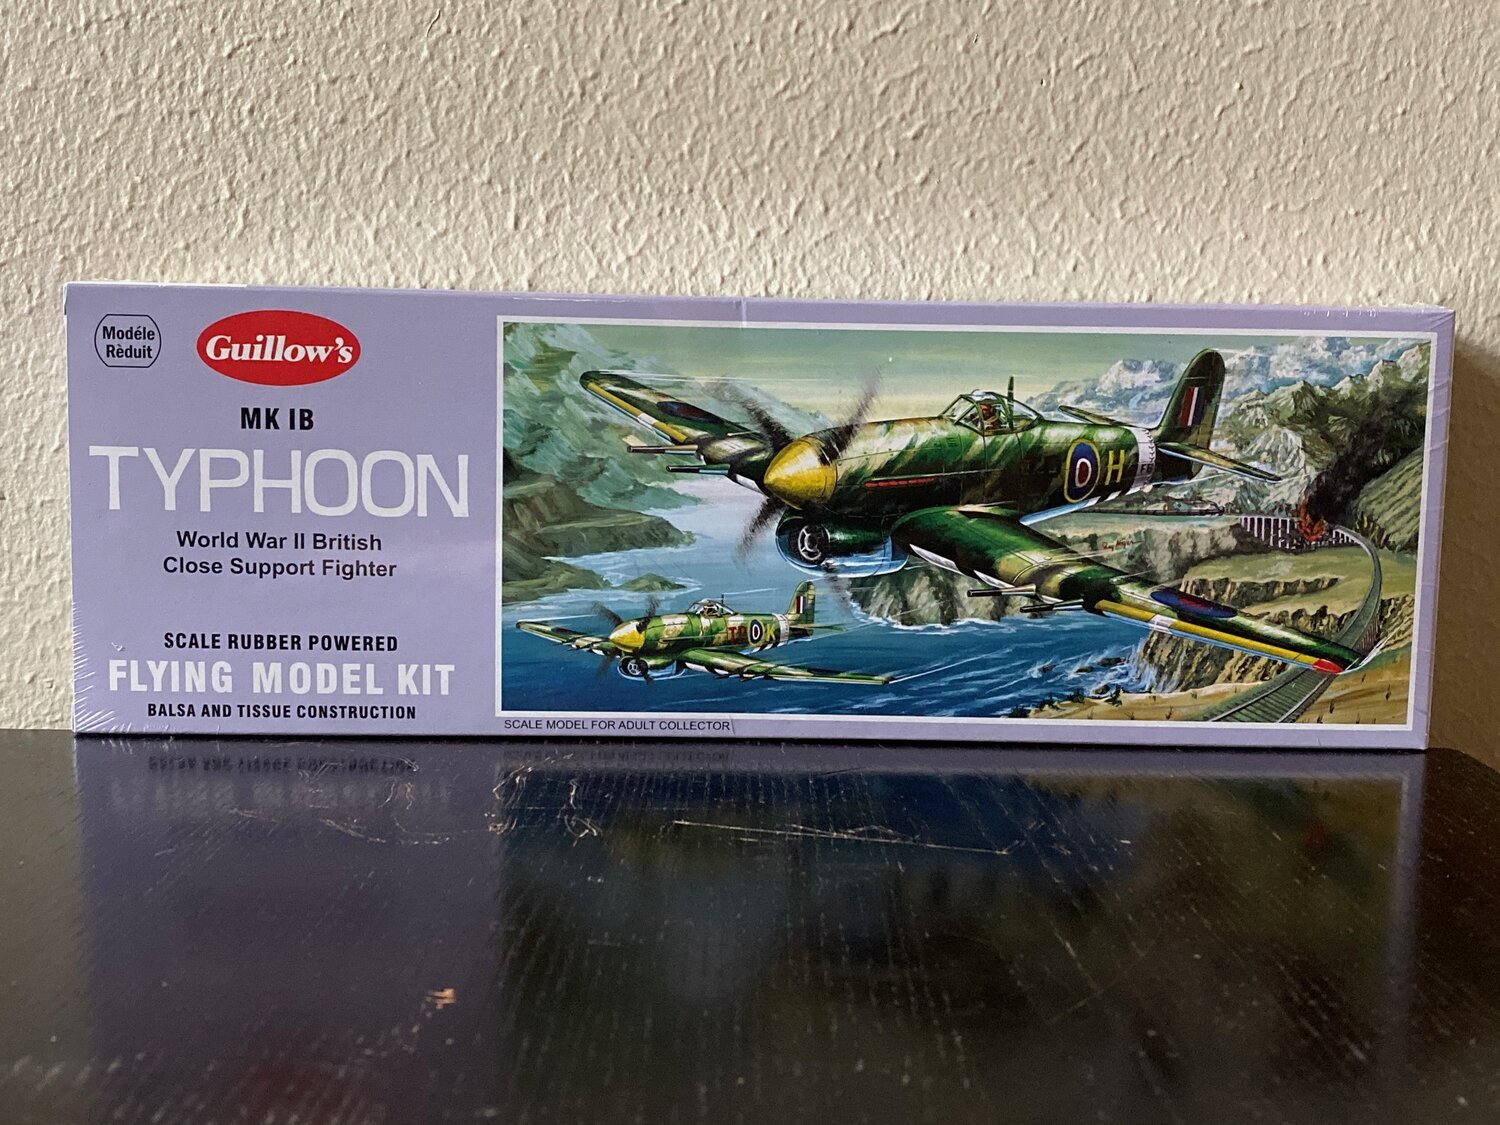 Modéle
Rèduit
Guillow's
MK IB
TYPHOON
World War II British
Close Support Fighter
SCALE RUBBER POWERED
FLYING MODEL KIT
BALSA AND TISSUE CONSTRUCTION
H
K
SCALE MODEL FOR ADULT COLLECTOR